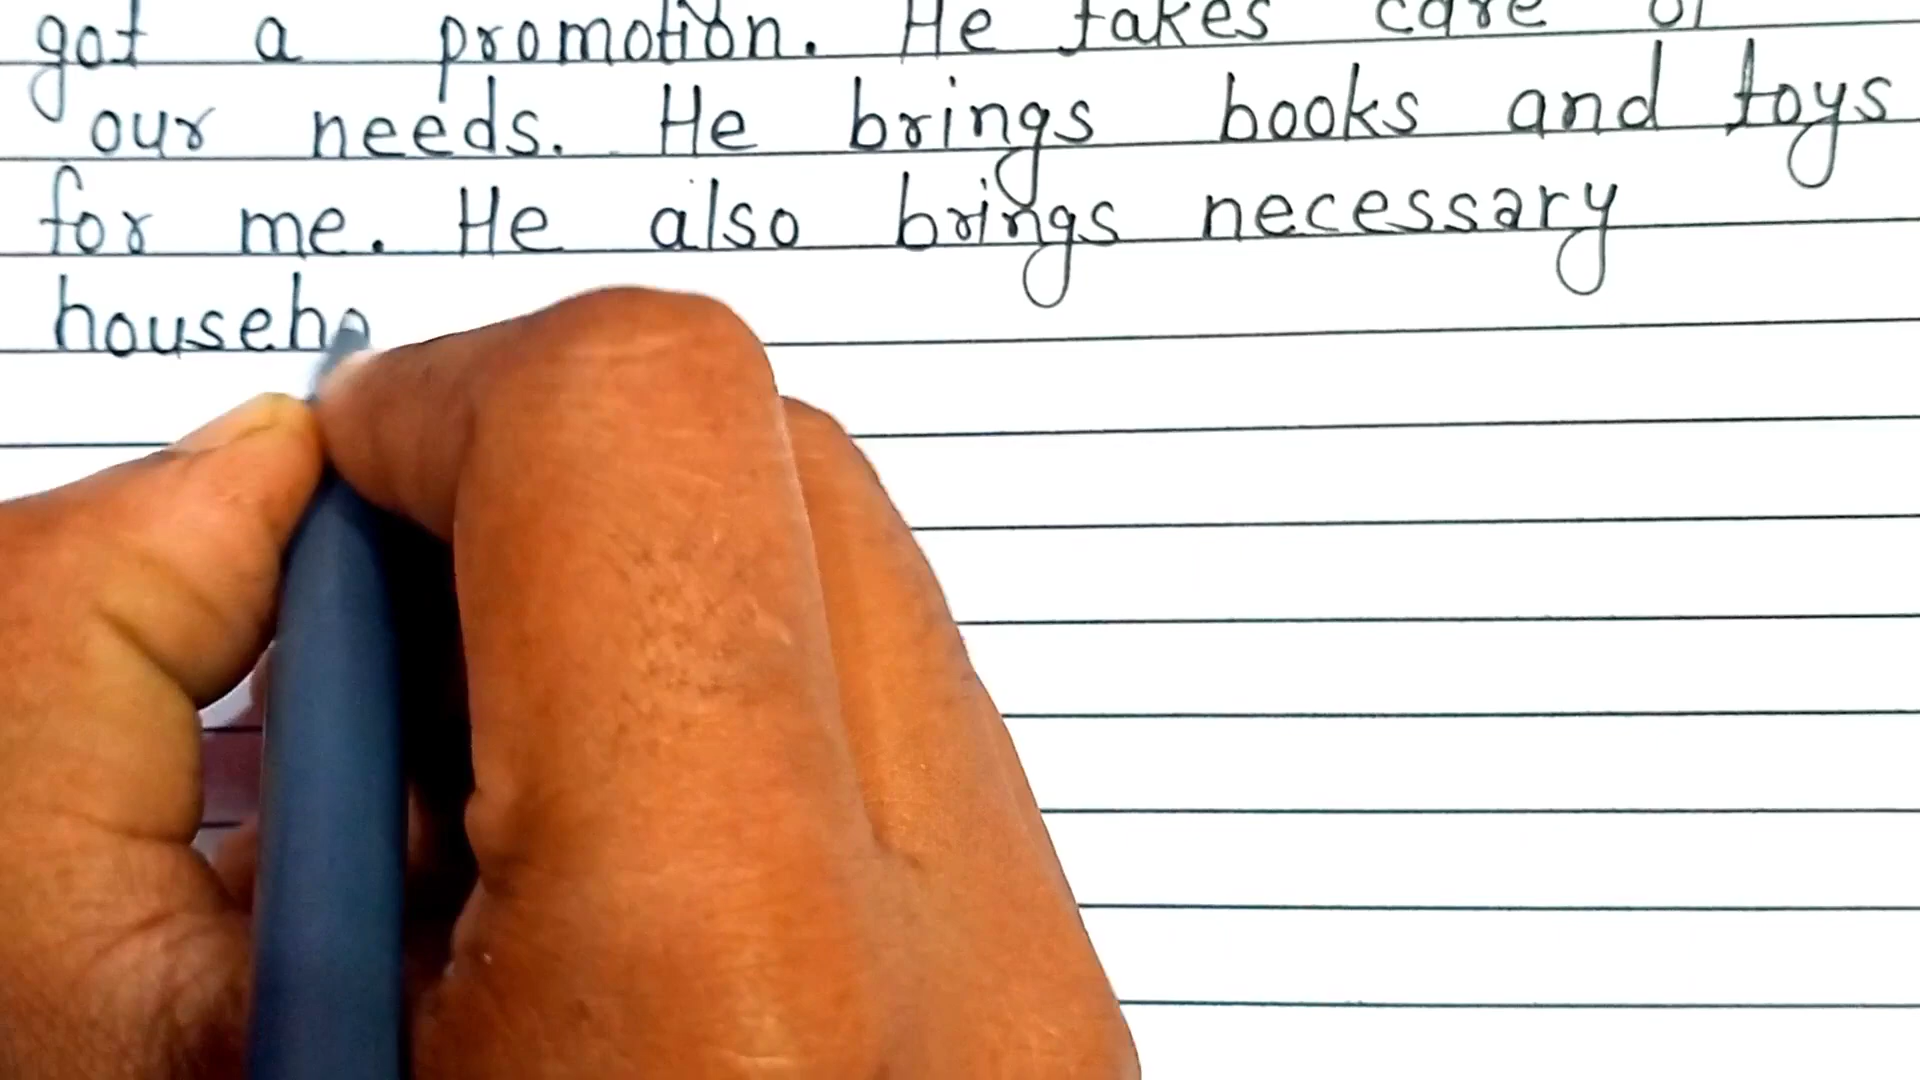 got a promotion. He takes care of
our needs. He brings books and toys
for me. He also brings necessary
househo